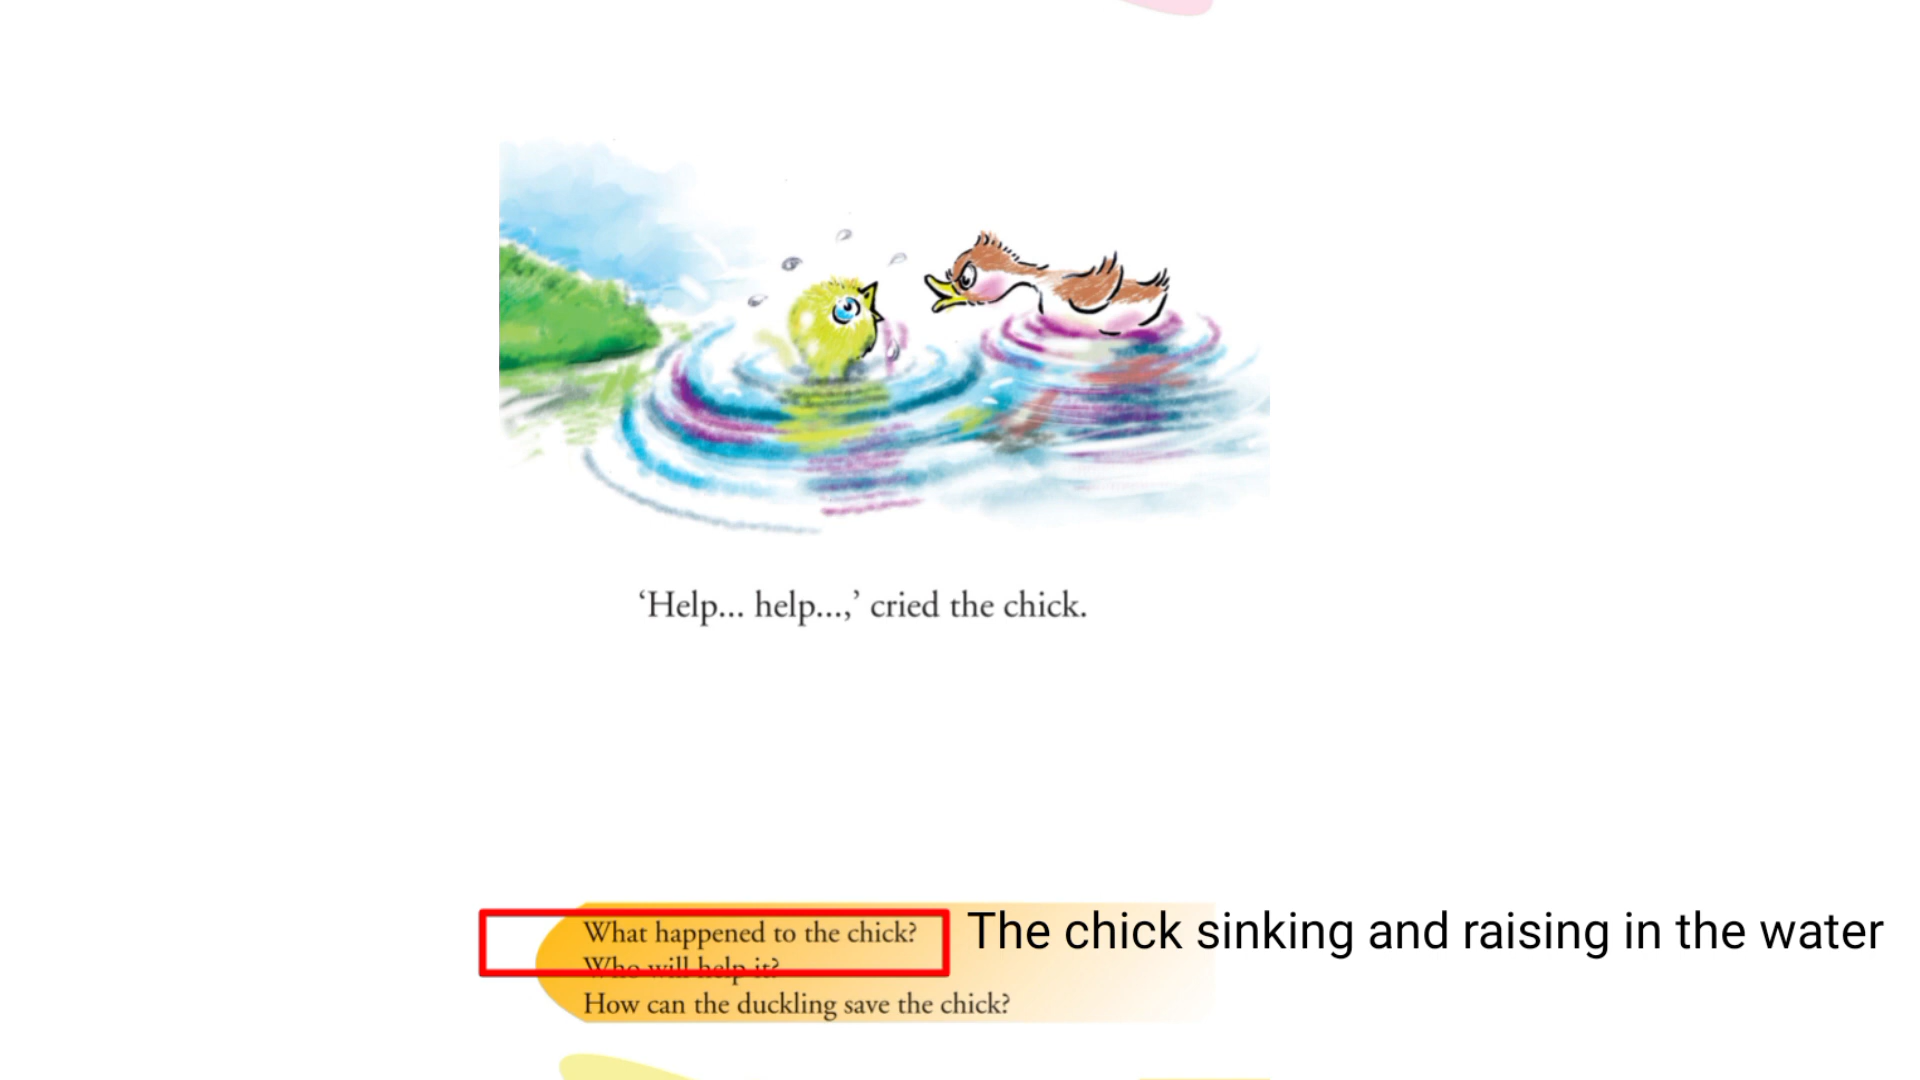 ‘Help... help...,’ cried the chick.
What happened to the chick?
The chick sinking and raising in the water
Who will help it?
How can the duckling save the chick?